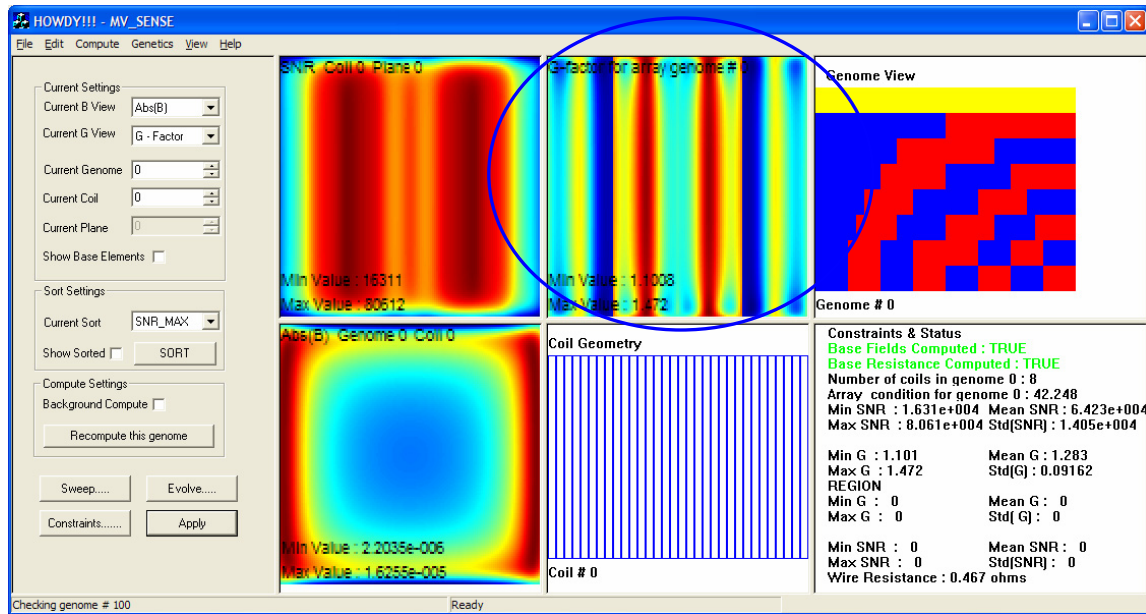 HOWDY!!! - MV_SENSE
File Edit Compute Genetics View Help
Current Settings
Current B View Abs(B)
Current G View G - Factor
Current Genome 0
Current Coil 0
Current Plane 0
Show Base Elements
Sort Settings
Current Sort SNR_MAX
Show Sorted SORT
Compute Settings
Background Compute
Recompute this genome
Sweep..... Evolve.....
Constraints....... Apply
SNR Coil 0 Plane 0
Min Value : 16311
Max Value : 80612
G-factor for array genome # 0
Min Value : 1.1008
Max Value : 1.472
Genome View
Genome # 0
Abs(B) Genome 0 Coil 0
Min Value : 2.2035e-006
Max Value : 1.6255e-005
Coil Geometry
Coil # 0
Constraints & Status
Base Fields Computed : TRUE
Base Resistance Computed : TRUE
Number of coils in genome 0 : 8
Array condition for genome 0 : 42.248
Min SNR : 1.631e+004 Mean SNR : 6.423e+004
Max SNR : 8.061e+004 Std(SNR) : 1.405e+004
Min G : 1.101 Mean G : 1.283
Max G : 1.472 Std(G) : 0.09162
REGION
Min G : 0 Mean G : 0
Max G : 0 Std( G) : 0
Min SNR : 0 Mean SNR : 0
Max SNR : 0 Std(SNR) : 0
Wire Resistance : 0.467 ohms
Checking genome # 100 Ready